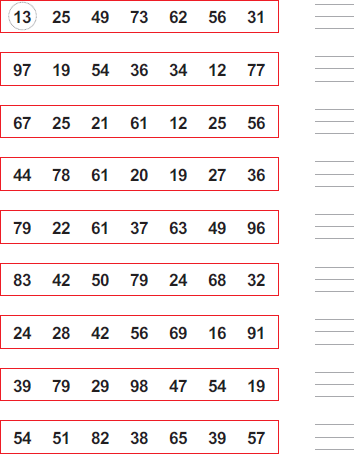 13 25 49 73 62 56 31
97 19 54 36 34 12 77
67 25 21 61 12 25 56
44 78 61 20 19 27 36
79 22 61 37 63 49 96
83 42 50 79 24 68 32
24 28 42 56 69 16 91
39 79 29 98 47 54 19
54 51 82 38 65 39 57